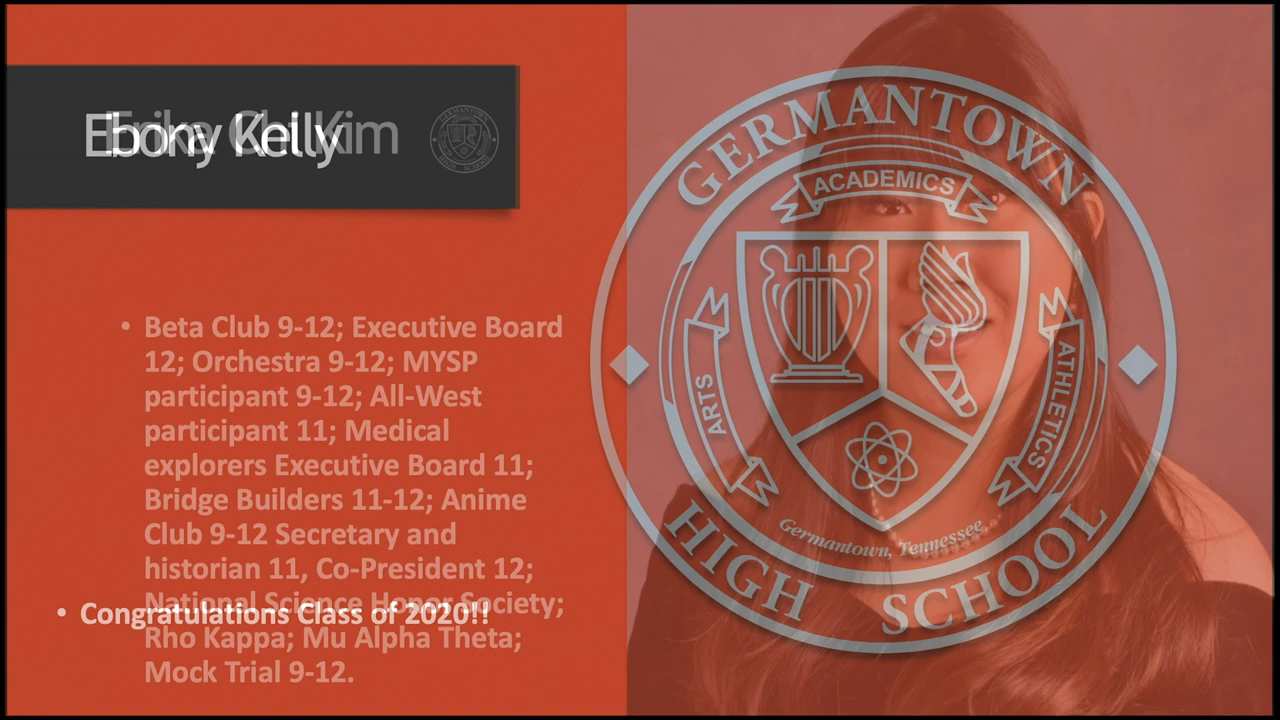 Ebony Kelly
Erika Kim
GERMANTOWN
ACADEMICS
ARTS
ATHLETICS
Germantown, Tennessee
HIGH SCHOOL
• Beta Club 9-12; Executive Board
12; Orchestra 9-12; MYSP
participant 9-12; All-West
participant 11; Medical
explorers Executive Board 11;
Bridge Builders 11-12; Anime
Club 9-12 Secretary and
historian 11, Co-President 12;
National Science Honor Society;
• Congratulations Class of 2020!!
Rho Kappa; Mu Alpha Theta;
Mock Trial 9-12.